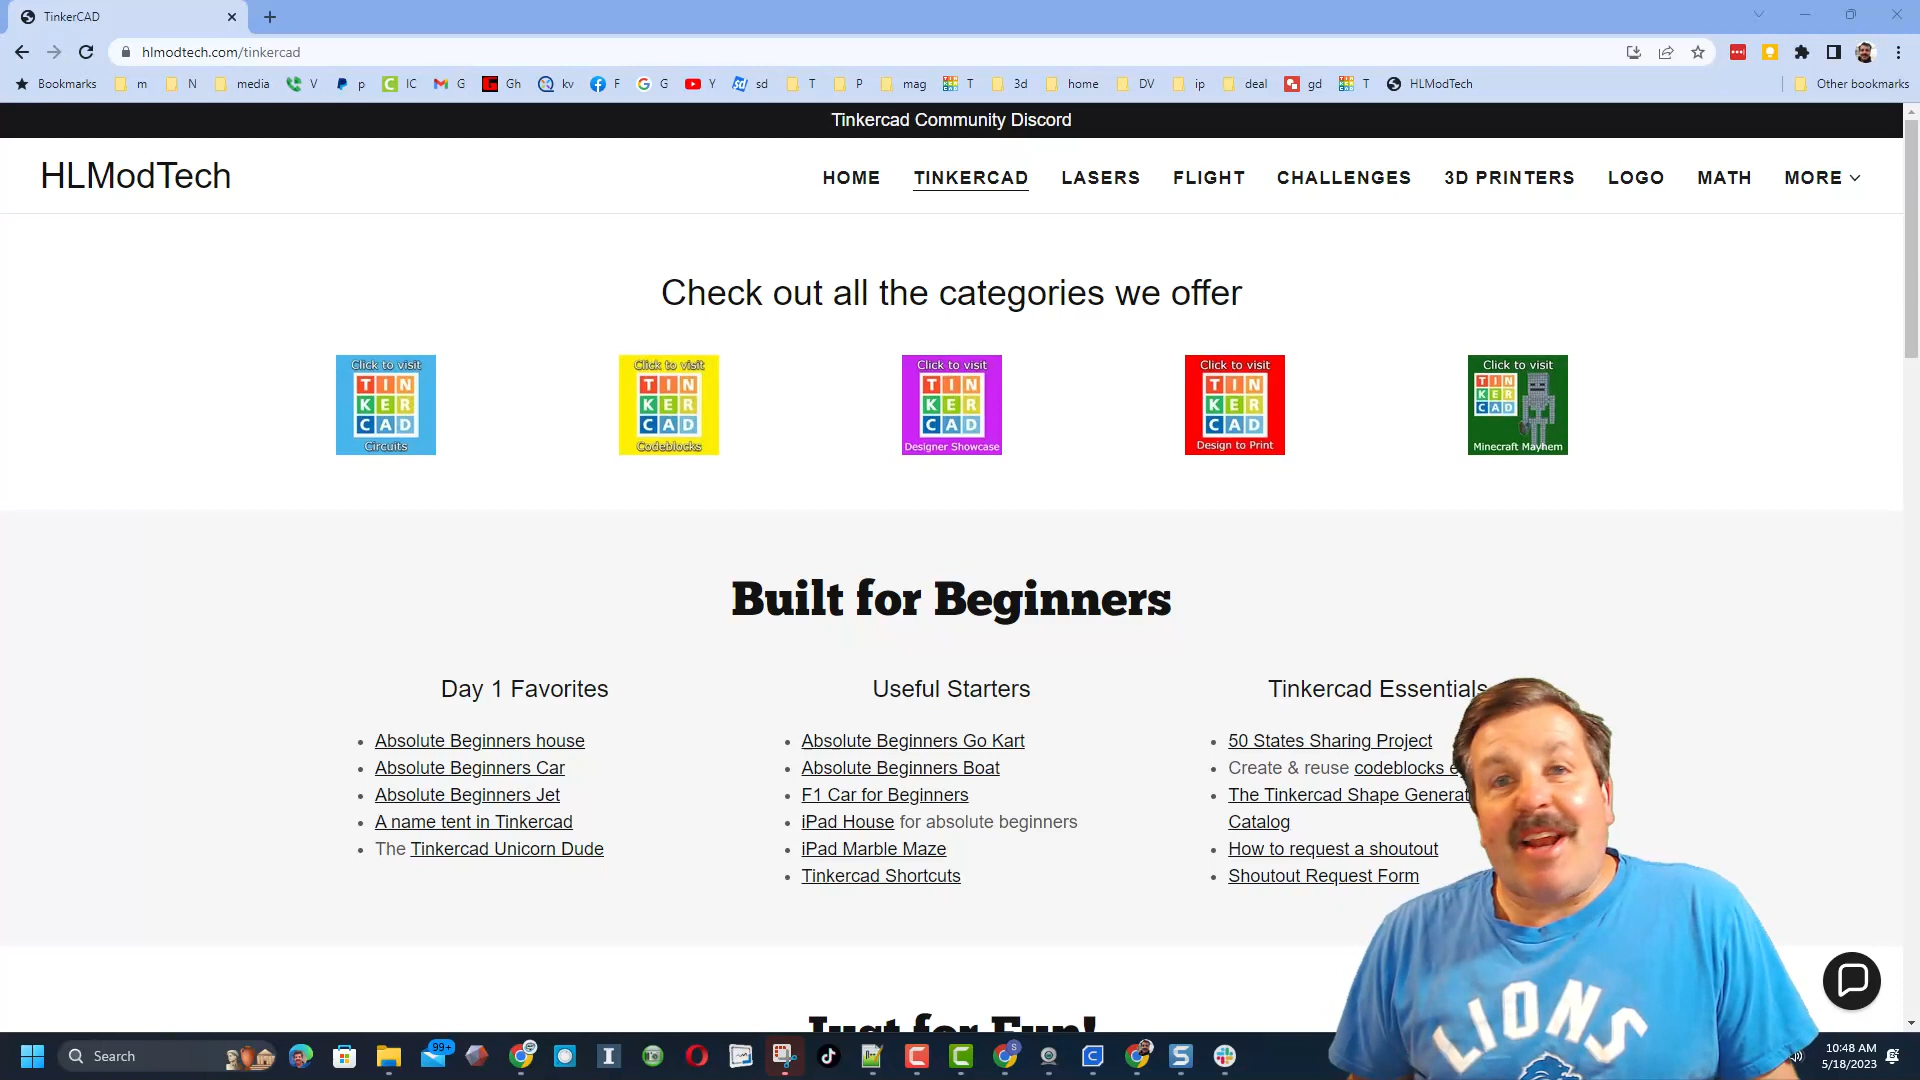 TinkerCAD
hlmodtech.com/tinkercad
Bookmarks m N media V p IC G Gh kv F G Y sd T P mag T 3d home DV ip deal gd T HLModTech Other bookmarks
Tinkercad Community Discord
HLModTech
HOME TINKERCAD LASERS FLIGHT CHALLENGES 3D PRINTERS LOGO MATH MORE
Check out all the categories we offer
Click to visit
TIN
KER
CAD
Circuits
Click to visit
TIN
KER
CAD
Codeblocks
Click to visit
TIN
KER
CAD
Designer Showcase
Click to visit
TIN
KER
CAD
Design to Print
Click to visit
TIN
KER
CAD
Minecraft Mayhem
Built for Beginners
Day 1 Favorites
Absolute Beginners house
Absolute Beginners Car
Absolute Beginners Jet
A name tent in Tinkercad
The Tinkercad Unicorn Dude
Useful Starters
Absolute Beginners Go Kart
Absolute Beginners Boat
F1 Car for Beginners
iPad House for absolute beginners
iPad Marble Maze
Tinkercad Shortcuts
Tinkercad Essentials
50 States Sharing Project
Create & reuse codeblocks
The Tinkercad Shape
Catalog
How to request a shoutout
Shoutout Request Form
Just for Fun!
LIONS
Search
99+
10:48 AM
5/18/2023